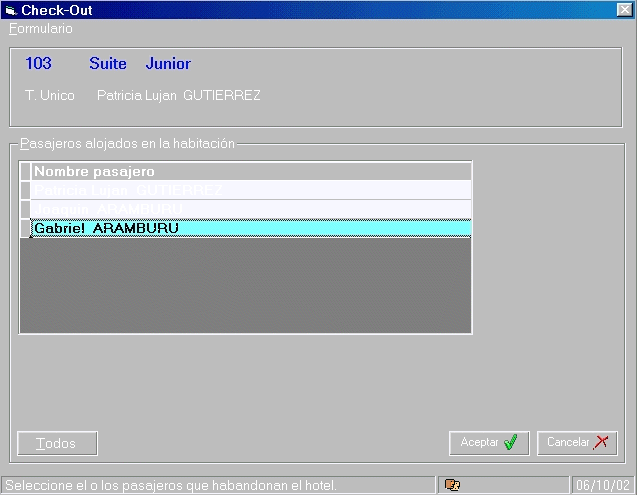 Check-Out
Formulario
103 Suite Junior
T. Unico Patricia Lujan GUTIERREZ
Pasajeros alojados en la habitación
Nombre pasajero
Patricia Lujan GUTIERREZ
Joaquin ARAMBURU
Gabriel ARAMBURU
Todos
Aceptar
Cancelar
Seleccione el o los pasajeros que habandonan el hotel.
06/10/02